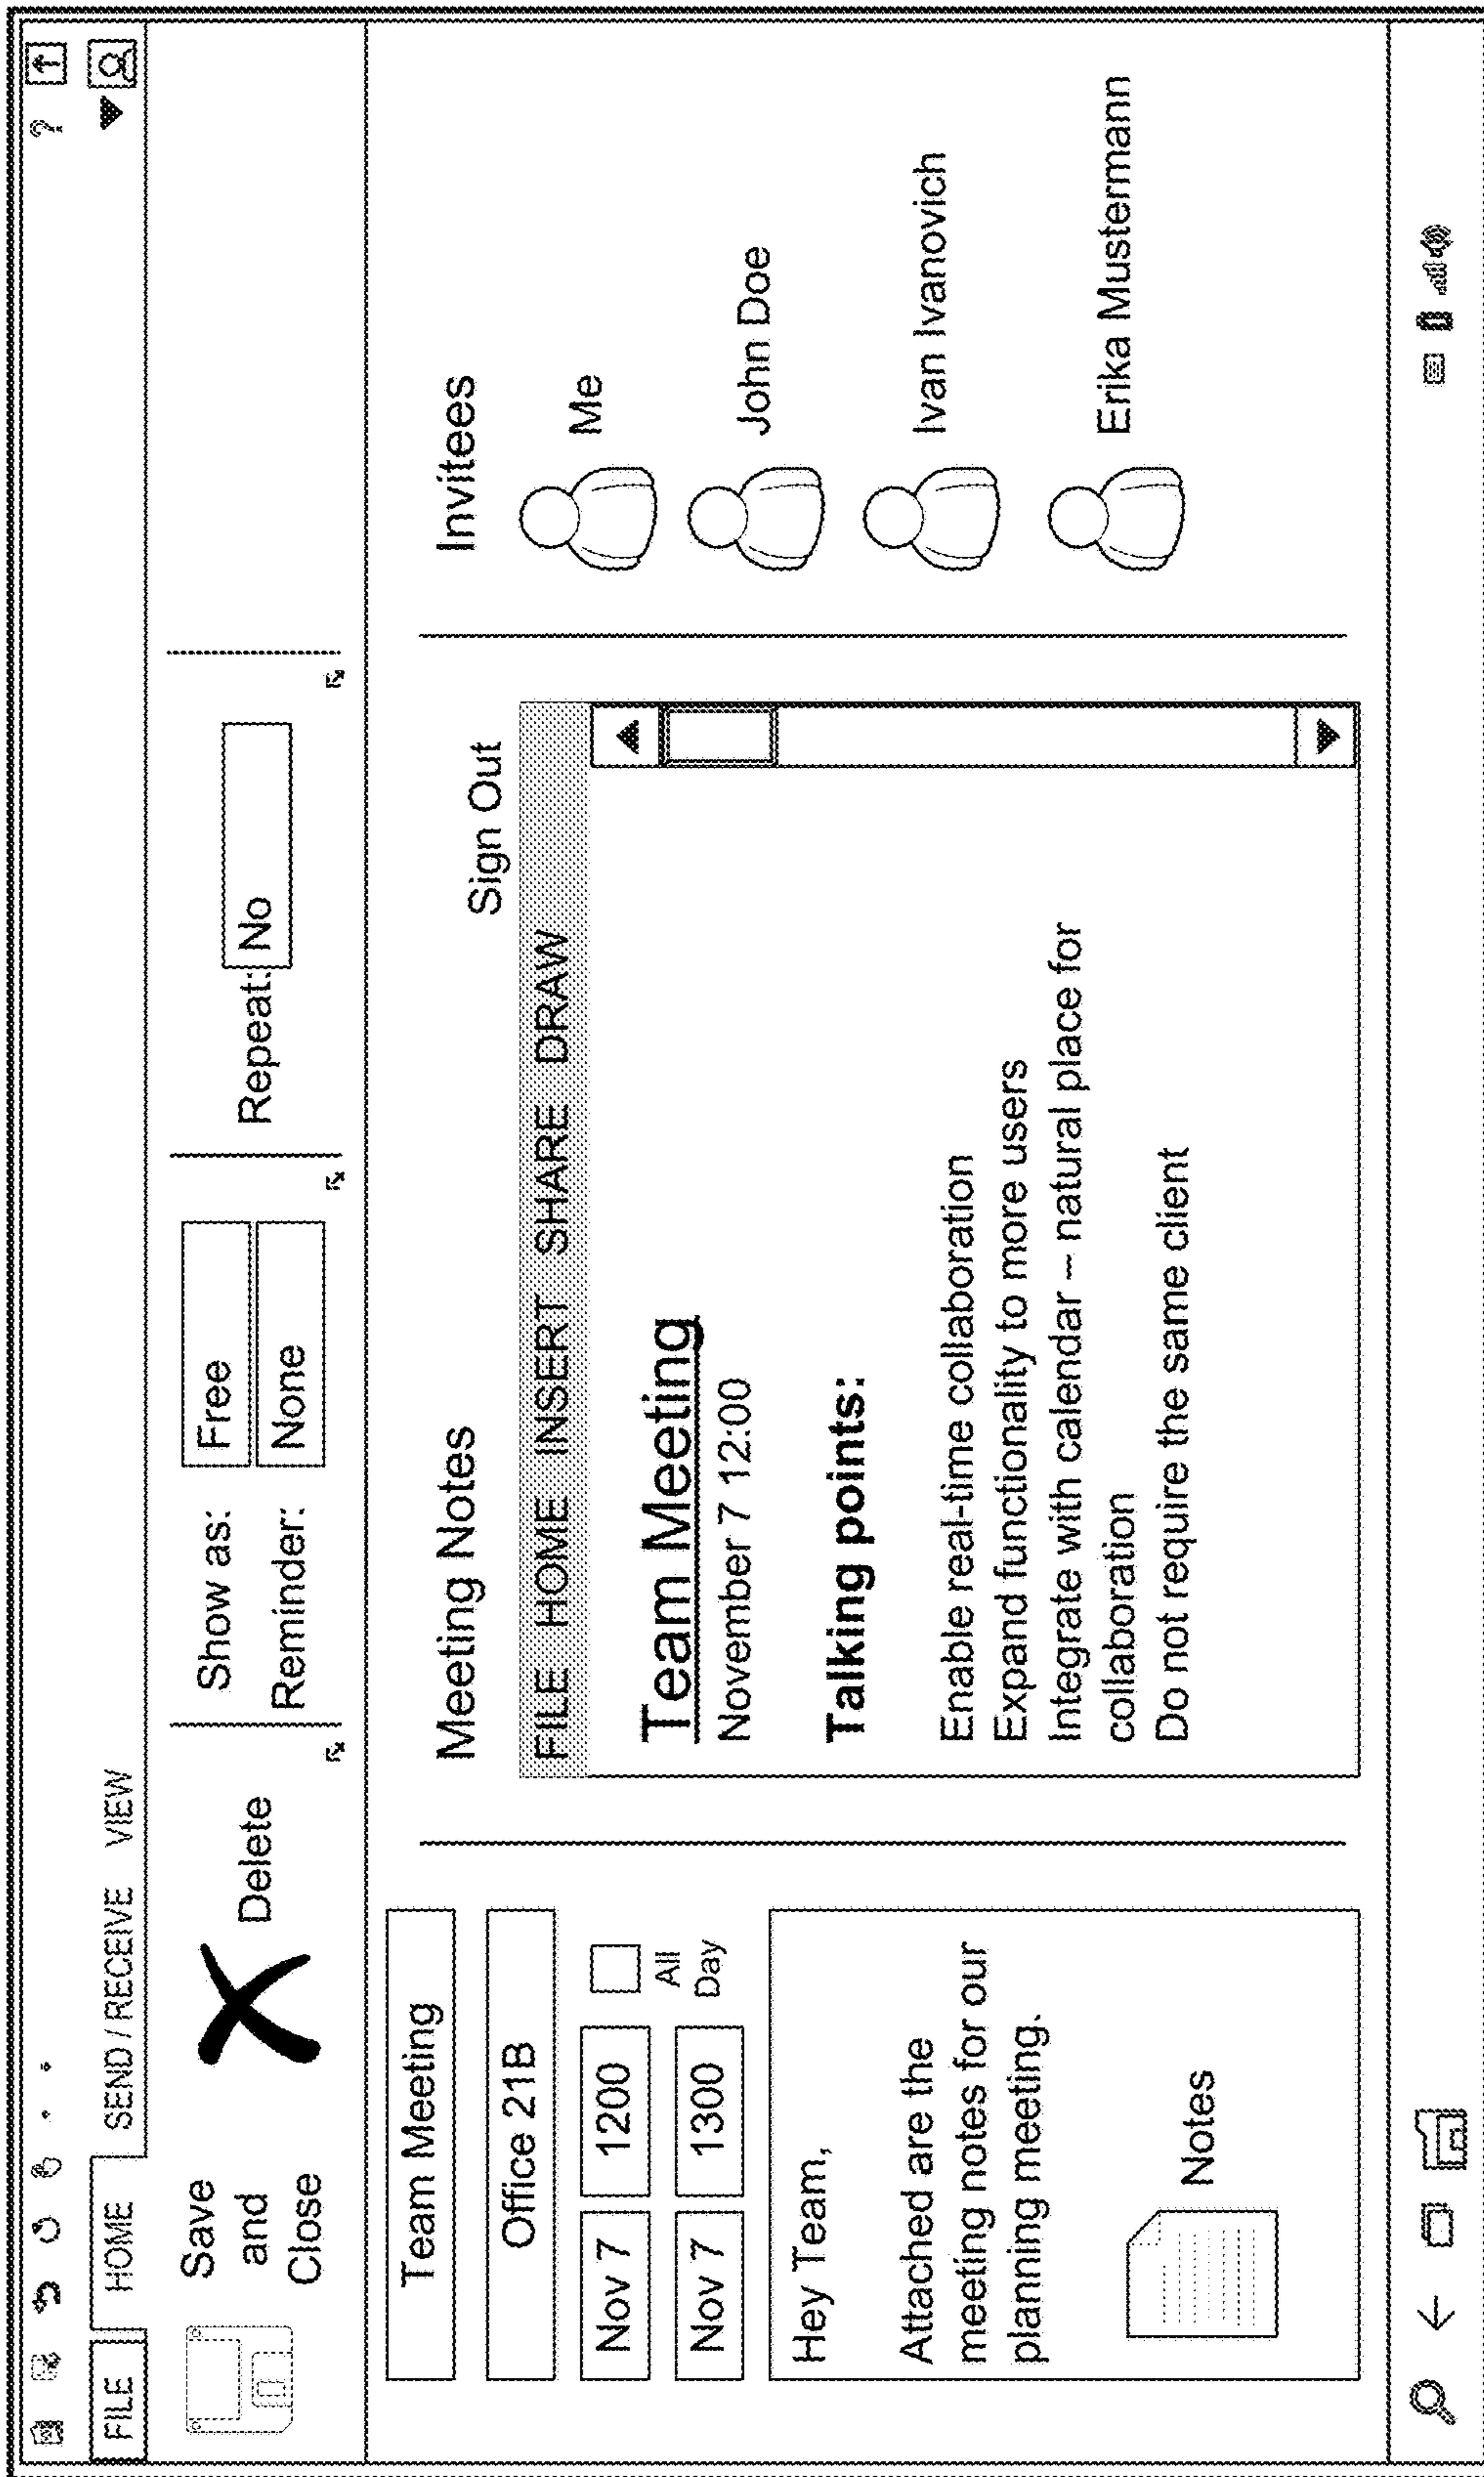 ?
FILE HOME SEND / RECEIVE VIEW
Save
and
Close
Delete
Show as: Free
Reminder: None
Repeat: No
Team Meeting
Office 21B
Nov 7 1200
All
Day
Nov 7 1300
Hey Team,
Attached are the
meeting notes for our
planning meeting.
Notes
Meeting Notes
Sign Out
FILE HOME INSERT SHARE DRAW
Team Meeting
November 7 12:00
Talking points:
Enable real-time collaboration
Expand functionality to more users
Integrate with calendar – natural place for
collaboration
Do not require the same client
Invitees
Me
John Doe
Ivan Ivanovich
Erika Mustermann